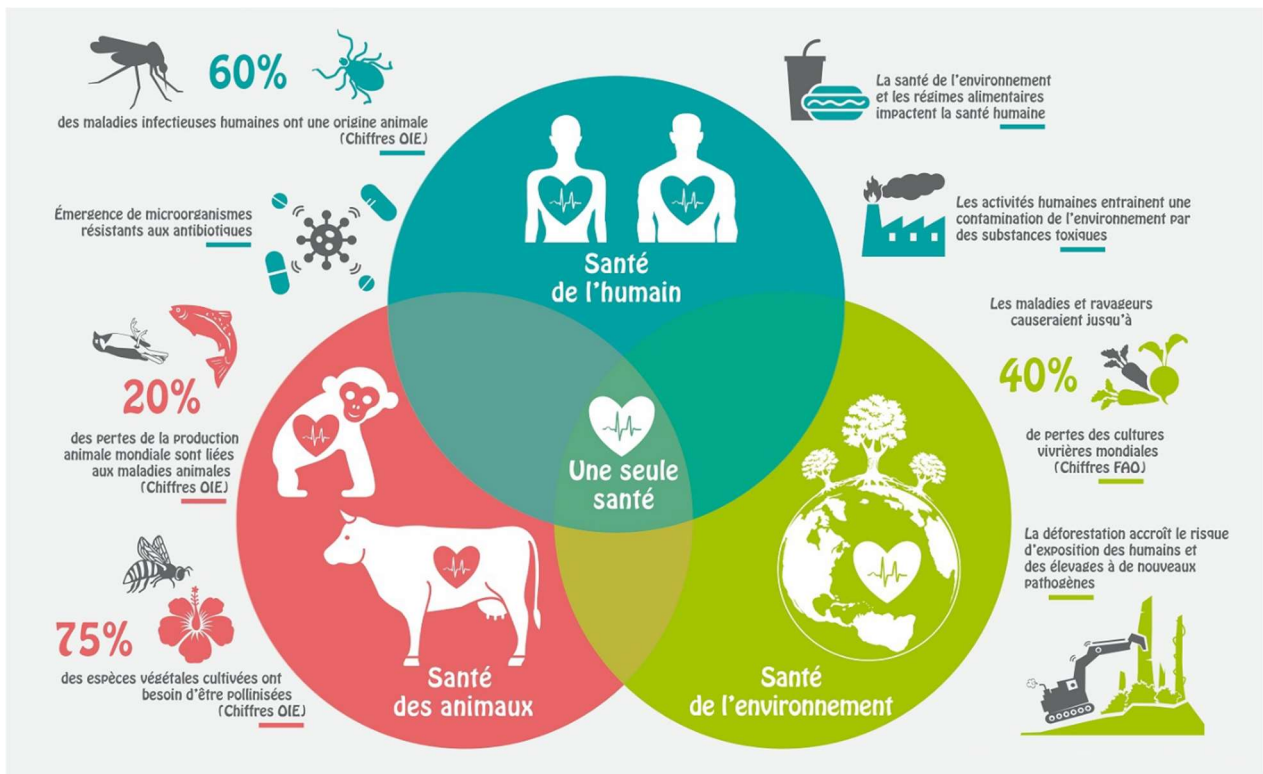 60%
des maladies infectieuses humaines ont une origine animale
(Chiffres OIE)
Émergence de microorganismes
résistants aux antibiotiques
20%
des pertes de la production
animale mondiale sont liées
aux maladies animales
(Chiffres OIE)
75%
des espèces végétales cultivées ont
besoin d'être pollinisées
(Chiffres OIE)
Santé
de l'humain
Une seule
santé
Santé
des animaux
Santé
de l'environnement
La santé de l'environnement
et les régimes alimentaires
impactent la santé humaine
Les activités humaines entrainent une
contamination de l'environnement par
des substances toxiques
Les maladies et ravageurs
causeraient jusqu'à
40%
de pertes des cultures
vivrières mondiales
(Chiffres FAO)
La déforestation accroît le risque
d'exposition des humains et
des élevages à de nouveaux
pathogènes